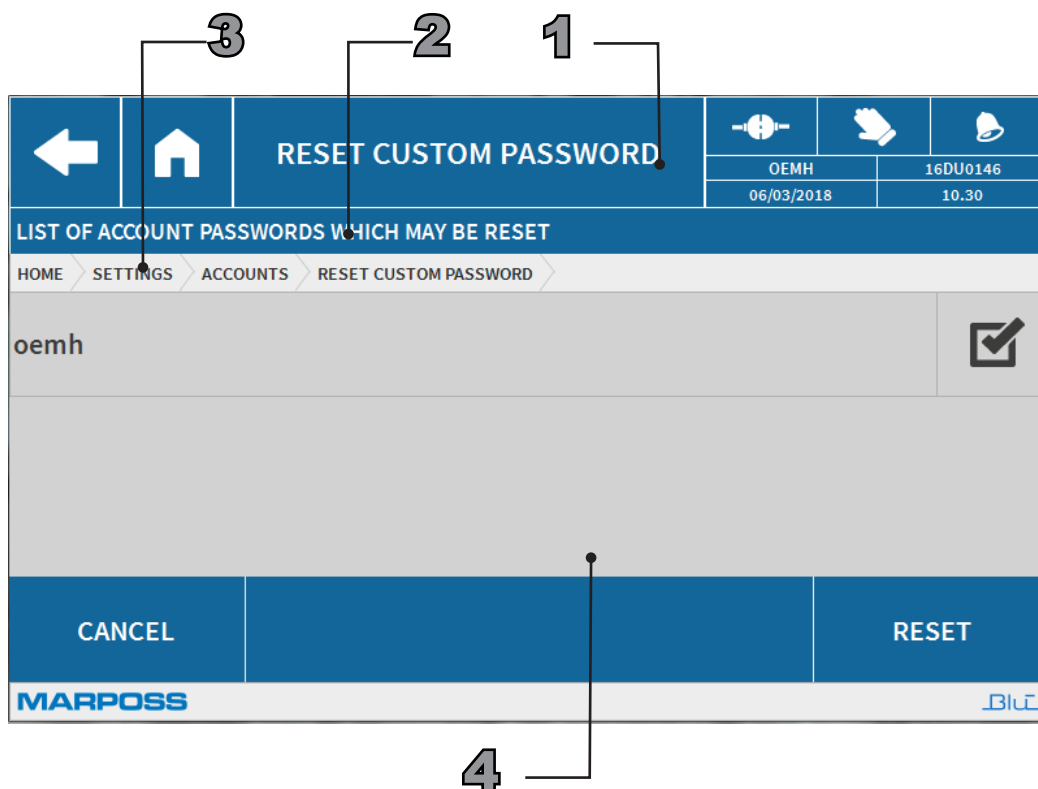 3 2 1
RESET CUSTOM PASSWORD
OEMH 16DU0146
06/03/2018 10.30
LIST OF ACCOUNT PASSWORDS WHICH MAY BE RESET
HOME SETTINGS ACCOUNTS RESET CUSTOM PASSWORD
oemh
CANCEL RESET
MARPOSS Blú
4